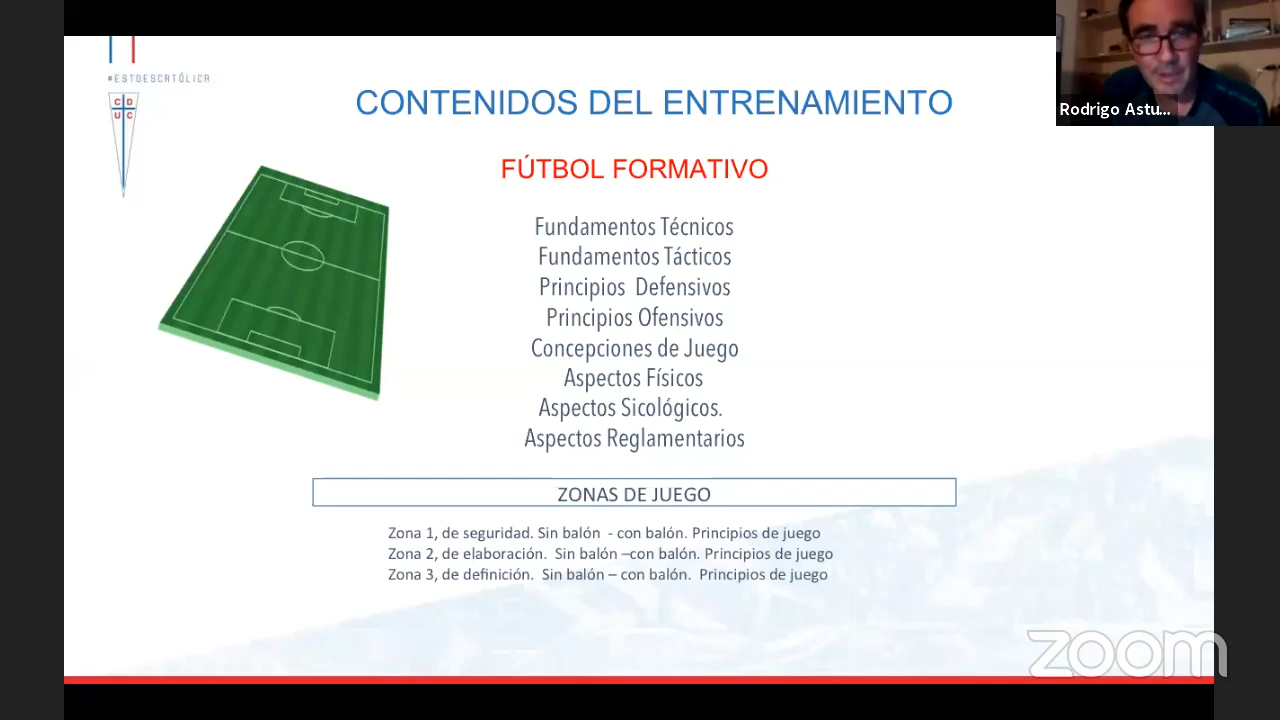 #ESTOESCATÓLICA
C D
U C
CONTENIDOS DEL ENTRENAMIENTO
Rodrigo Astu...
FÚTBOL FORMATIVO
Fundamentos Técnicos
Fundamentos Tácticos
Principios Defensivos
Principios Ofensivos
Concepciones de Juego
Aspectos Físicos
Aspectos Sicológicos.
Aspectos Reglamentarios
ZONAS DE JUEGO
Zona 1, de seguridad. Sin balón - con balón. Principios de juego
Zona 2, de elaboración. Sin balón –con balón. Principios de juego
Zona 3, de definición. Sin balón – con balón. Principios de juego
zoom